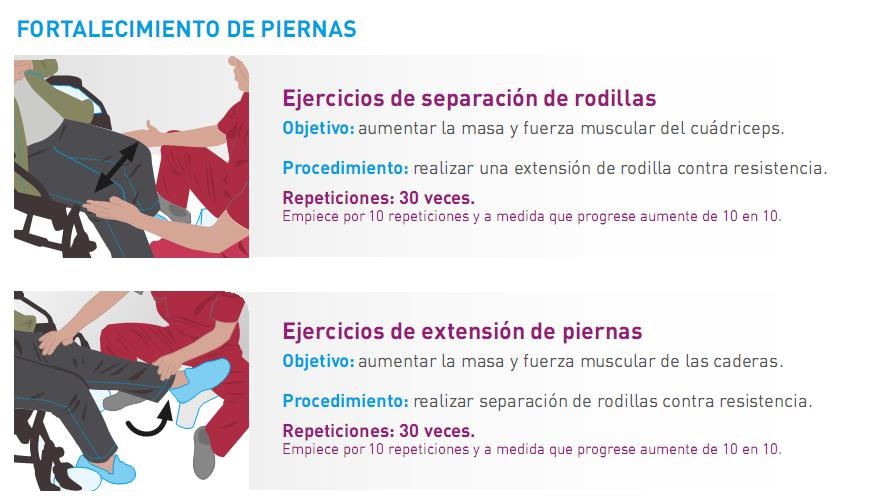 FORTALECIMIENTO DE PIERNAS
Ejercicios de separación de rodillas
Objetivo: aumentar la masa y fuerza muscular del cuádriceps.
Procedimiento: realizar una extensión de rodilla contra resistencia.
Repeticiones: 30 veces.
Empiece por 10 repeticiones y a medida que progrese aumente de 10 en 10.
Ejercicios de extensión de piernas
Objetivo: aumentar la masa y fuerza muscular de las caderas.
Procedimiento: realizar separación de rodillas contra resistencia.
Repeticiones: 30 veces.
Empiece por 10 repeticiones y a medida que progrese aumente de 10 en 10.